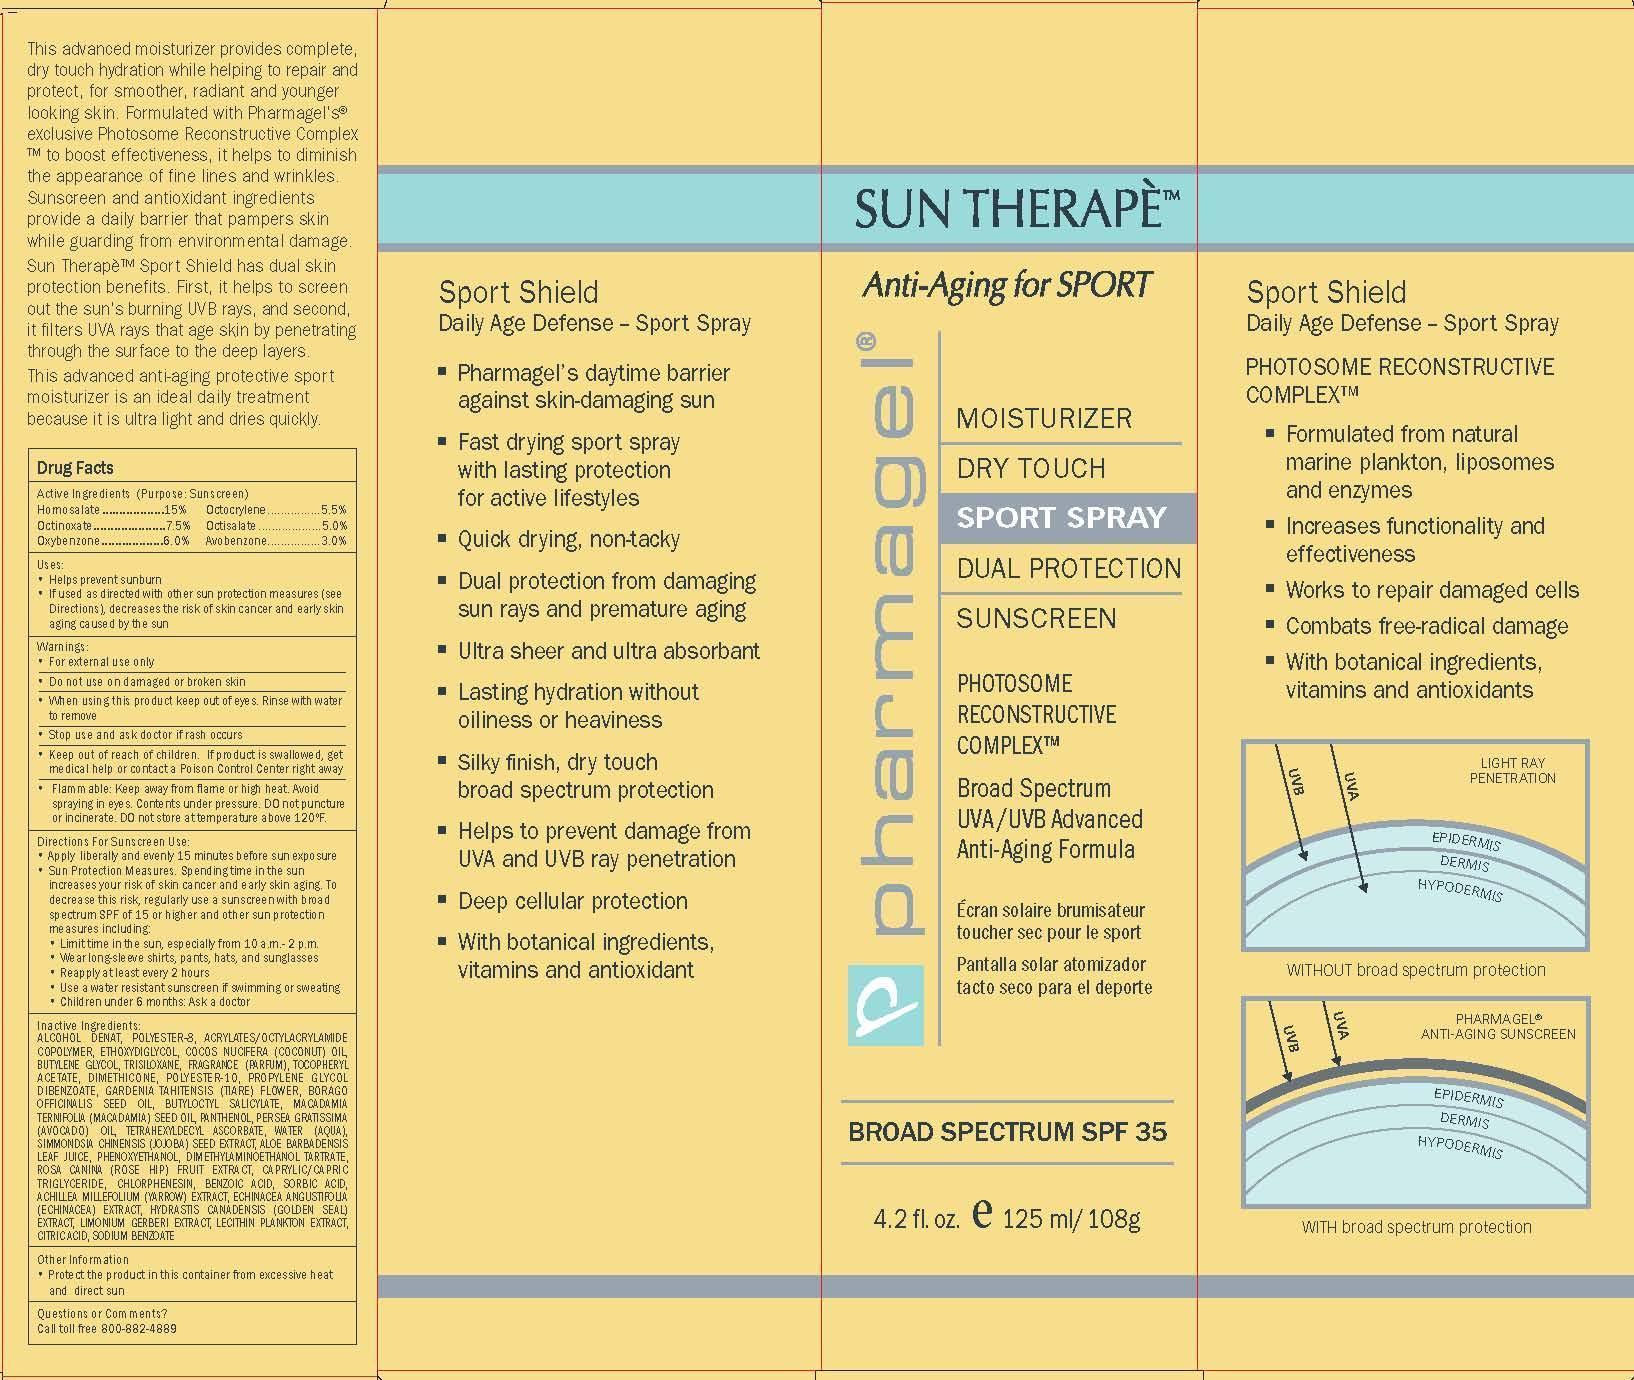 This advanced moisturizer provides complete,
dry touch hydration while helping to repair and
protect, for smoother, radiant and younger
looking skin. Formulated with Pharmagel's®
exclusive Photosome Reconstructive Complex
™ to boost effectiveness, it helps to diminish
the appearance of fine lines and wrinkles.
Sunscreen and antioxidant ingredients
provide a daily barrier that pampers skin
while guarding from environmental damage.
Sun Therapè™ Sport Shield has dual skin
protection benefits. First, it helps to screen
out the sun's burning UVB rays, and second,
it filters UVA rays that age skin by penetrating
through the surface to the deep layers.
This advanced anti-aging protective sport
moisturizer is an ideal daily treatment
because it is ultra light and dries quickly.
Drug Facts
Active Ingredients (Purpose: Sunscreen)
Homosalate..................15% Octocrylene................5.5%
Octinoxate.....................7.5% Octisalate...................5.0%
Oxybenzone..................6.0% Avobenzone................3.0%
Uses:
• Helps prevent sunburn
• If used as directed with other sun protection measures (see
Directions), decreases the risk of skin cancer and early skin
aging caused by the sun
Warnings:
• For external use only
• Do not use on damaged or broken skin
• When using this product keep out of eyes. Rinse with water
to remove
• Stop use and ask doctor if rash occurs
• Keep out of reach of children. If product is swallowed, get
medical help or contact a Poison Control Center right away
• Flammable: Keep away from flame or high heat. Avoid
spraying in eyes. Contents under pressure. DO not puncture
or incinerate. DO not store at temperature above 120°F.
Directions For Sunscreen Use:
• Apply liberally and evenly 15 minutes before sun exposure
• Sun Protection Measures. Spending time in the sun
increases your risk of skin cancer and early skin aging. To
decrease this risk, regularly use a sunscreen with broad
spectrum SPF of 15 or higher and other sun protection
measures including:
• Limit time in the sun, especially from 10 a.m.- 2 p.m.
• Wear long-sleeve shirts, pants, hats, and sunglasses
• Reapply at least every 2 hours
• Use a water resistant sunscreen if swimming or sweating
• Children under 6 months: Ask a doctor
Inactive Ingredients:
ALCOHOL DENAT, POLYESTER-8, ACRYLATES/OCTYLACRYLAMIDE
COPOLYMER, ETHOXYDIGLYCOL, COCOS NUCIFERA (COCONUT) OIL,
BUTYLENE GLYCOL, TRISILOXANE, FRAGRANCE (PARFUM), TOCOPHERYL
ACETATE, DIMETHICONE, POLYESTER-10, PROPYLENE GLYCOL
DIBENZOATE, GARDENIA TAHITENSIS (TIARE) FLOWER, BORAGO
OFFICINALIS SEED OIL, BUTYLOCTYL SALICYLATE, MACADAMIA
TERNIFOLIA (MACADAMIA) SEED OIL, PANTHENOL, PERSEA GRATISSIMA
(AVOCADO) OIL, TETRAHEXYLDECYL ASCORBATE, WATER (AQUA),
SIMMONDSIA CHINENSIS (JOJOBA) SEED EXTRACT, ALOE BARBADENSIS
LEAF JUICE, PHENOXYETHANOL, DIMETHYLAMINOETHANOL TARTRATE,
ROSA CANINA (ROSE HIP) FRUIT EXTRACT, CAPRYLIC/CAPRIC
TRIGLYCERIDE, CHLORPHENESIN, BENZOIC ACID, SORBIC ACID,
ACHILLEA MILLEFOLIUM (YARROW) EXTRACT, ECHINACEA ANGUSTIFOLIA
(ECHINACEA) EXTRACT, HYDRASTIS CANADENSIS (GOLDEN SEAL)
EXTRACT, LIMONIUM GERBERI EXTRACT, LECITHIN PLANKTON EXTRACT,
CITRIC ACID, SODIUM BENZOATE
Other Information
• Protect the product in this container from excessive heat
and direct sun
Questions or Comments?
Call toll free 800-882-4889
Sport Shield
Daily Age Defense – Sport Spray
▪ Pharmagel's daytime barrier
against skin-damaging sun
▪ Fast drying sport spray
with lasting protection
for active lifestyles
▪ Quick drying, non-tacky
▪ Dual protection from damaging
sun rays and premature aging
▪ Ultra sheer and ultra absorbant
▪ Lasting hydration without
oiliness or heaviness
▪ Silky finish, dry touch
broad spectrum protection
▪ Helps to prevent damage from
UVA and UVB ray penetration
▪ Deep cellular protection
▪ With botanical ingredients,
vitamins and antioxidant
SUN THERAPÈ™
Anti-Aging for SPORT
pharmagel®
MOISTURIZER
DRY TOUCH
SPORT SPRAY
DUAL PROTECTION
SUNSCREEN
PHOTOSOME
RECONSTRUCTIVE
COMPLEX™
Broad Spectrum
UVA/UVB Advanced
Anti-Aging Formula
Écran solaire brumisateur
toucher sec pour le sport
Pantalla solar atomizador
tacto seco para el deporte
p
BROAD SPECTRUM SPF 35
4.2 fl. oz. e 125 ml/ 108g
Sport Shield
Daily Age Defense – Sport Spray
PHOTOSOME RECONSTRUCTIVE
COMPLEX™
▪ Formulated from natural
marine plankton, liposomes
and enzymes
▪ Increases functionality and
effectiveness
▪ Works to repair damaged cells
▪ Combats free-radical damage
▪ With botanical ingredients,
vitamins and antioxidants
LIGHT RAY
PENETRATION
UVB
UVA
EPIDERMIS
DERMIS
HYPODERMIS
WITHOUT broad spectrum protection
PHARMAGEL®
ANTI-AGING SUNSCREEN
UVB
UVA
EPIDERMIS
DERMIS
HYPODERMIS
WITH broad spectrum protection